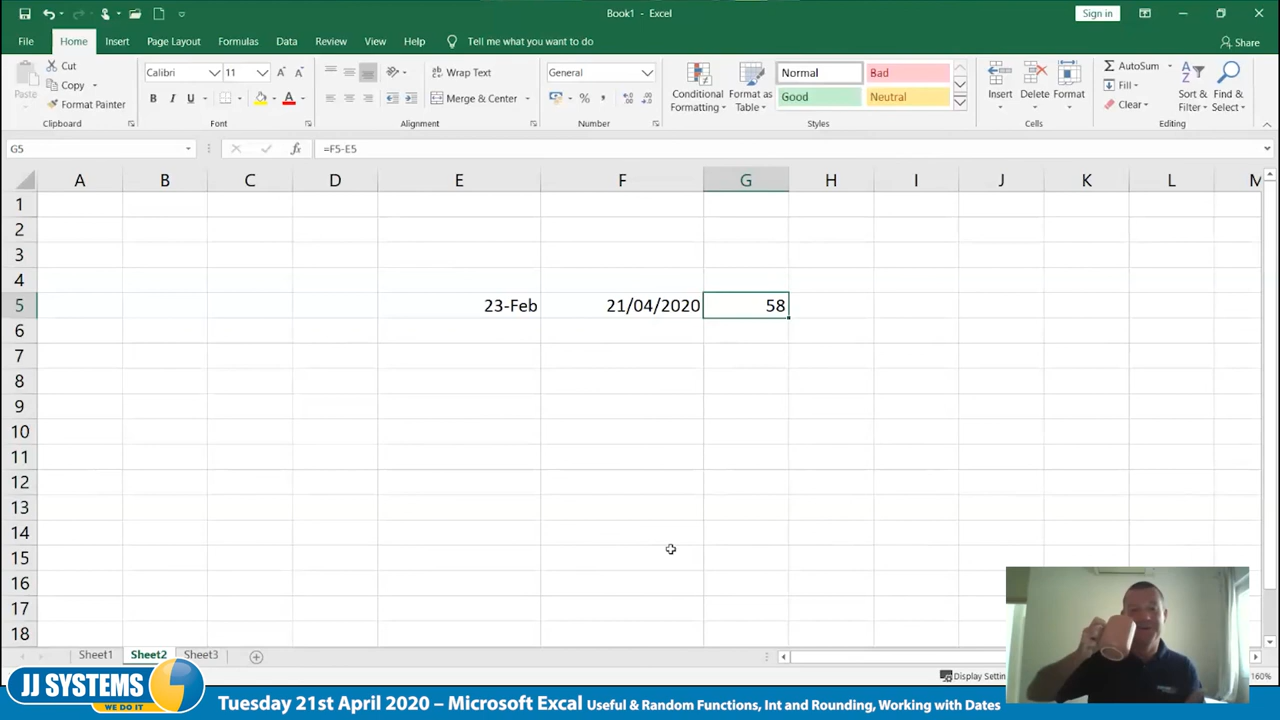 Book1 - Excel
Sign in
File Home Insert Page Layout Formulas Data Review View Help Tell me what you want to do
Share
Paste
Cut
Copy
Format Painter
Clipboard
Calibri 11
B I U
Font
Wrap Text
Merge & Center
Alignment
General
%
Number
Conditional
Formatting
Format as
Table
Normal Bad
Good Neutral
Styles
Insert Delete Format
Cells
AutoSum
Fill
Clear
Sort &
Filter
Find &
Select
Editing
G5 fx =F5-E5
A B C D E F G H I J K L M
1
2
3
4
5 23-Feb 21/04/2020 58
6
7
8
9
10
11
12
13
14
15
16
17
18
Sheet1 Sheet2 Sheet3
Display Settin
160%
JJ SYSTEMS
WE DO IT
Tuesday 21st April 2020 – Microsoft Excal Useful & Random Functions, Int and Rounding, Working with Dates